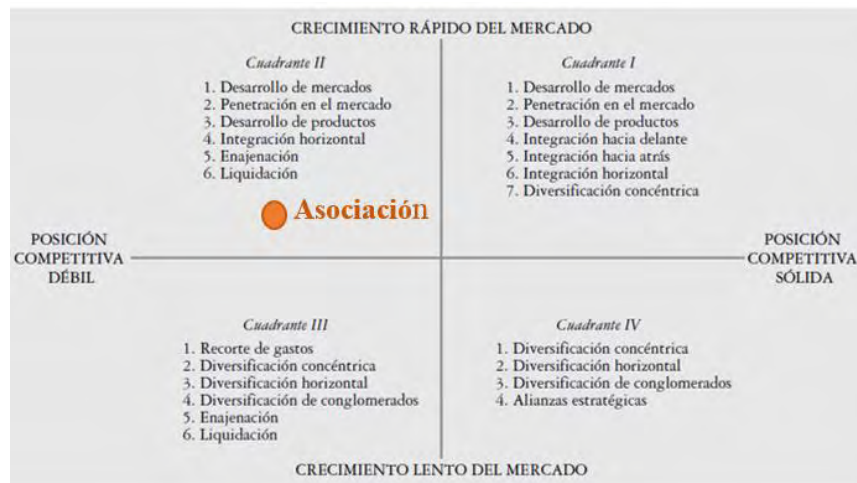 CRECIMIENTO RÁPIDO DEL MERCADO
Cuadrante II
1. Desarrollo de mercados
2. Penetración en el mercado
3. Desarrollo de productos
4. Integración horizontal
5. Enajenación
6. Liquidación
Cuadrante I
1. Desarrollo de mercados
2. Penetración en el mercado
3. Desarrollo de productos
4. Integración hacia delante
5. Integración hacia atrás
6. Integración horizontal
7. Diversificación concéntrica
Asociación
POSICIÓN
COMPETITIVA
DÉBIL
POSICIÓN
COMPETITIVA
SÓLIDA
Cuadrante III
1. Recorte de gastos
2. Diversificación concéntrica
3. Diversificación horizontal
4. Diversificación de conglomerados
5. Enajenación
6. Liquidación
Cuadrante IV
1. Diversificación concéntrica
2. Diversificación horizontal
3. Diversificación de conglomerados
4. Alianzas estratégicas
CRECIMIENTO LENTO DEL MERCADO